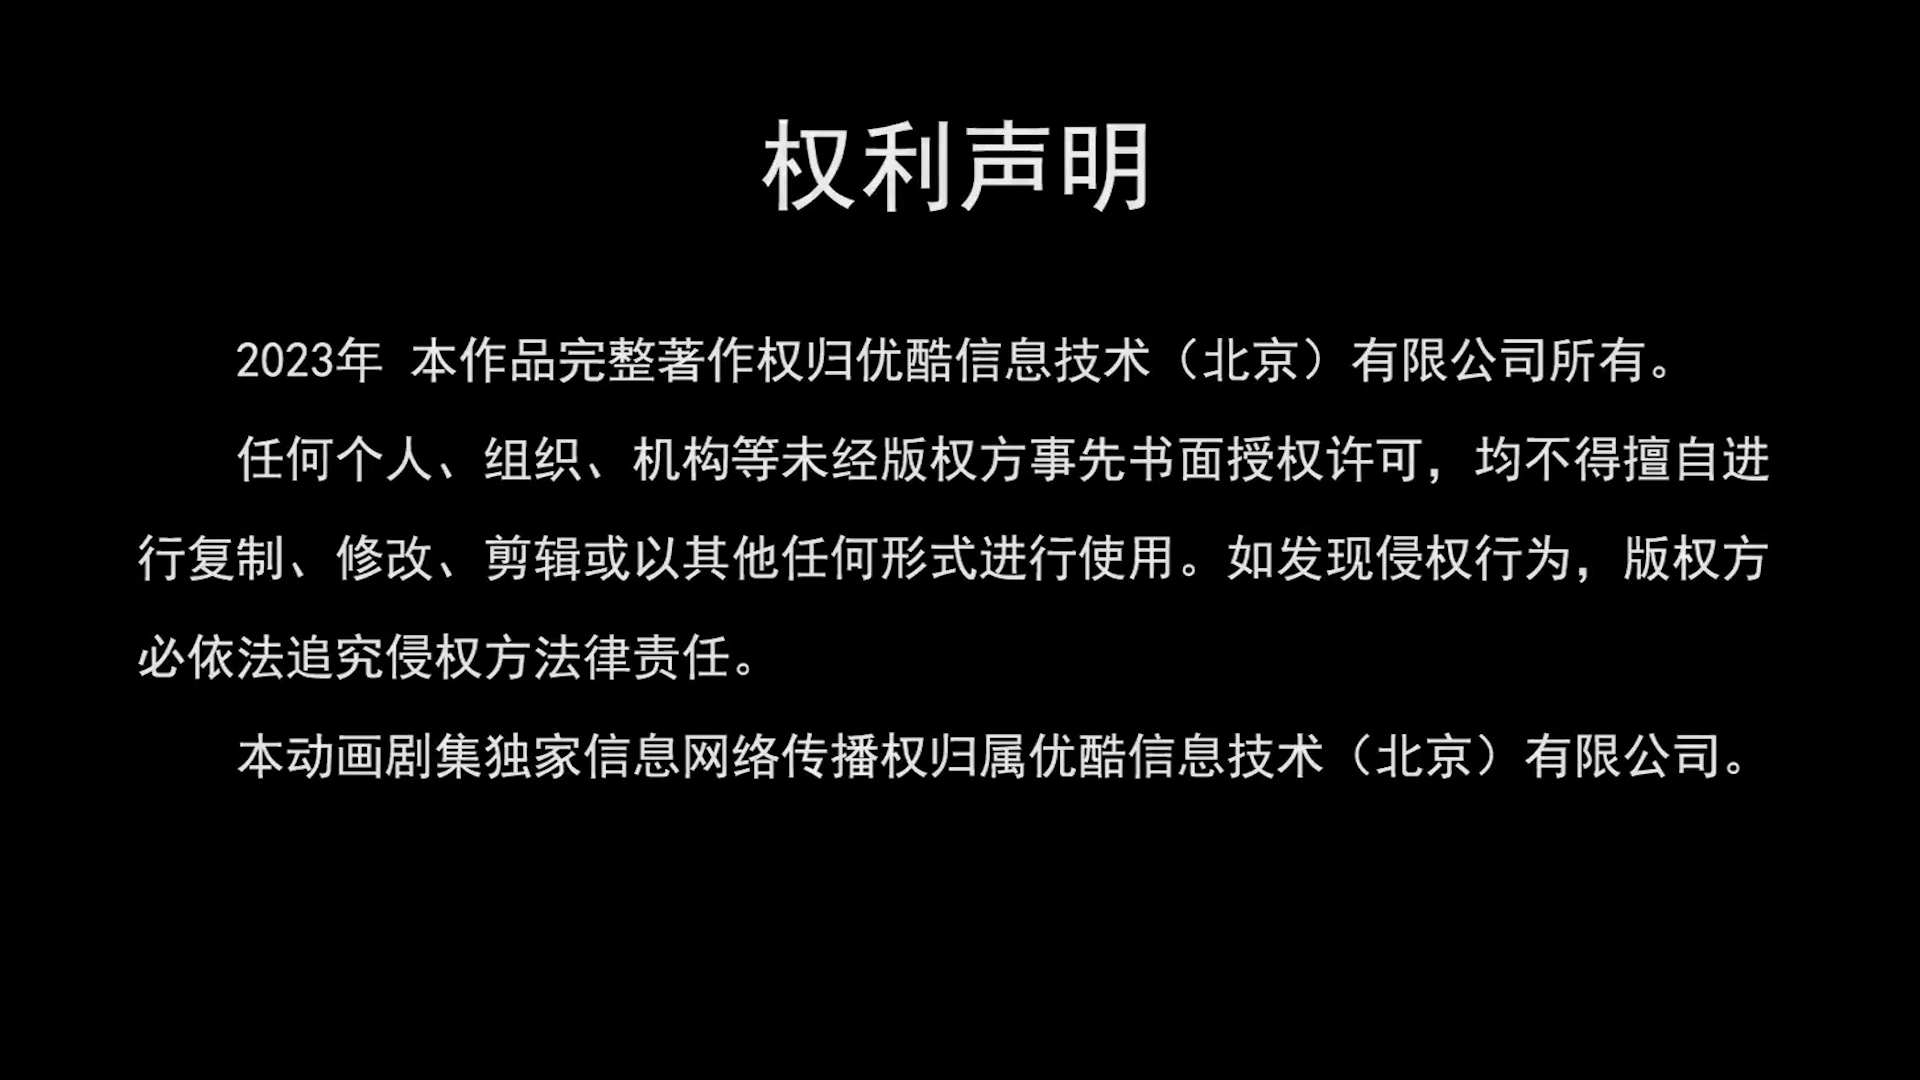 权利声明
2023年 本作品完整著作权归优酷信息技术（北京）有限公司所有。
任何个人、组织、机构等未经版权方事先书面授权许可，均不得擅自进
行复制、修改、剪辑或以其他任何形式进行使用。如发现侵权行为，版权方
必依法追究侵权方法律责任。
本动画剧集独家信息网络传播权归属优酷信息技术（北京）有限公司。